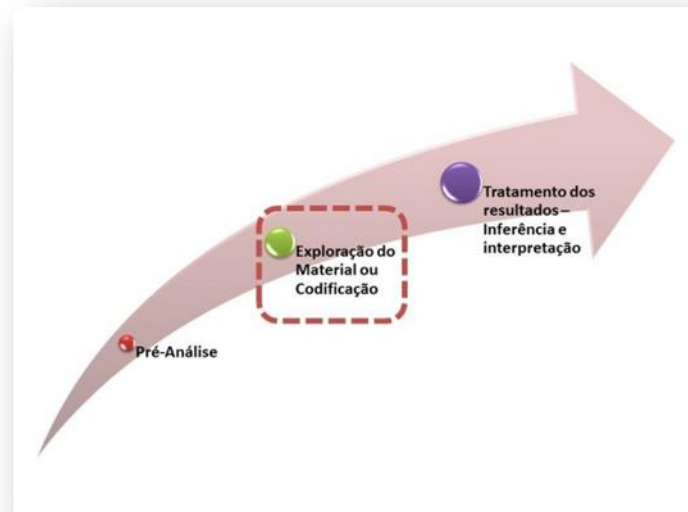 Pré-Análise
Exploração do
Material ou
Codificação
Tratamento dos
resultados–
Inferência e
interpretação